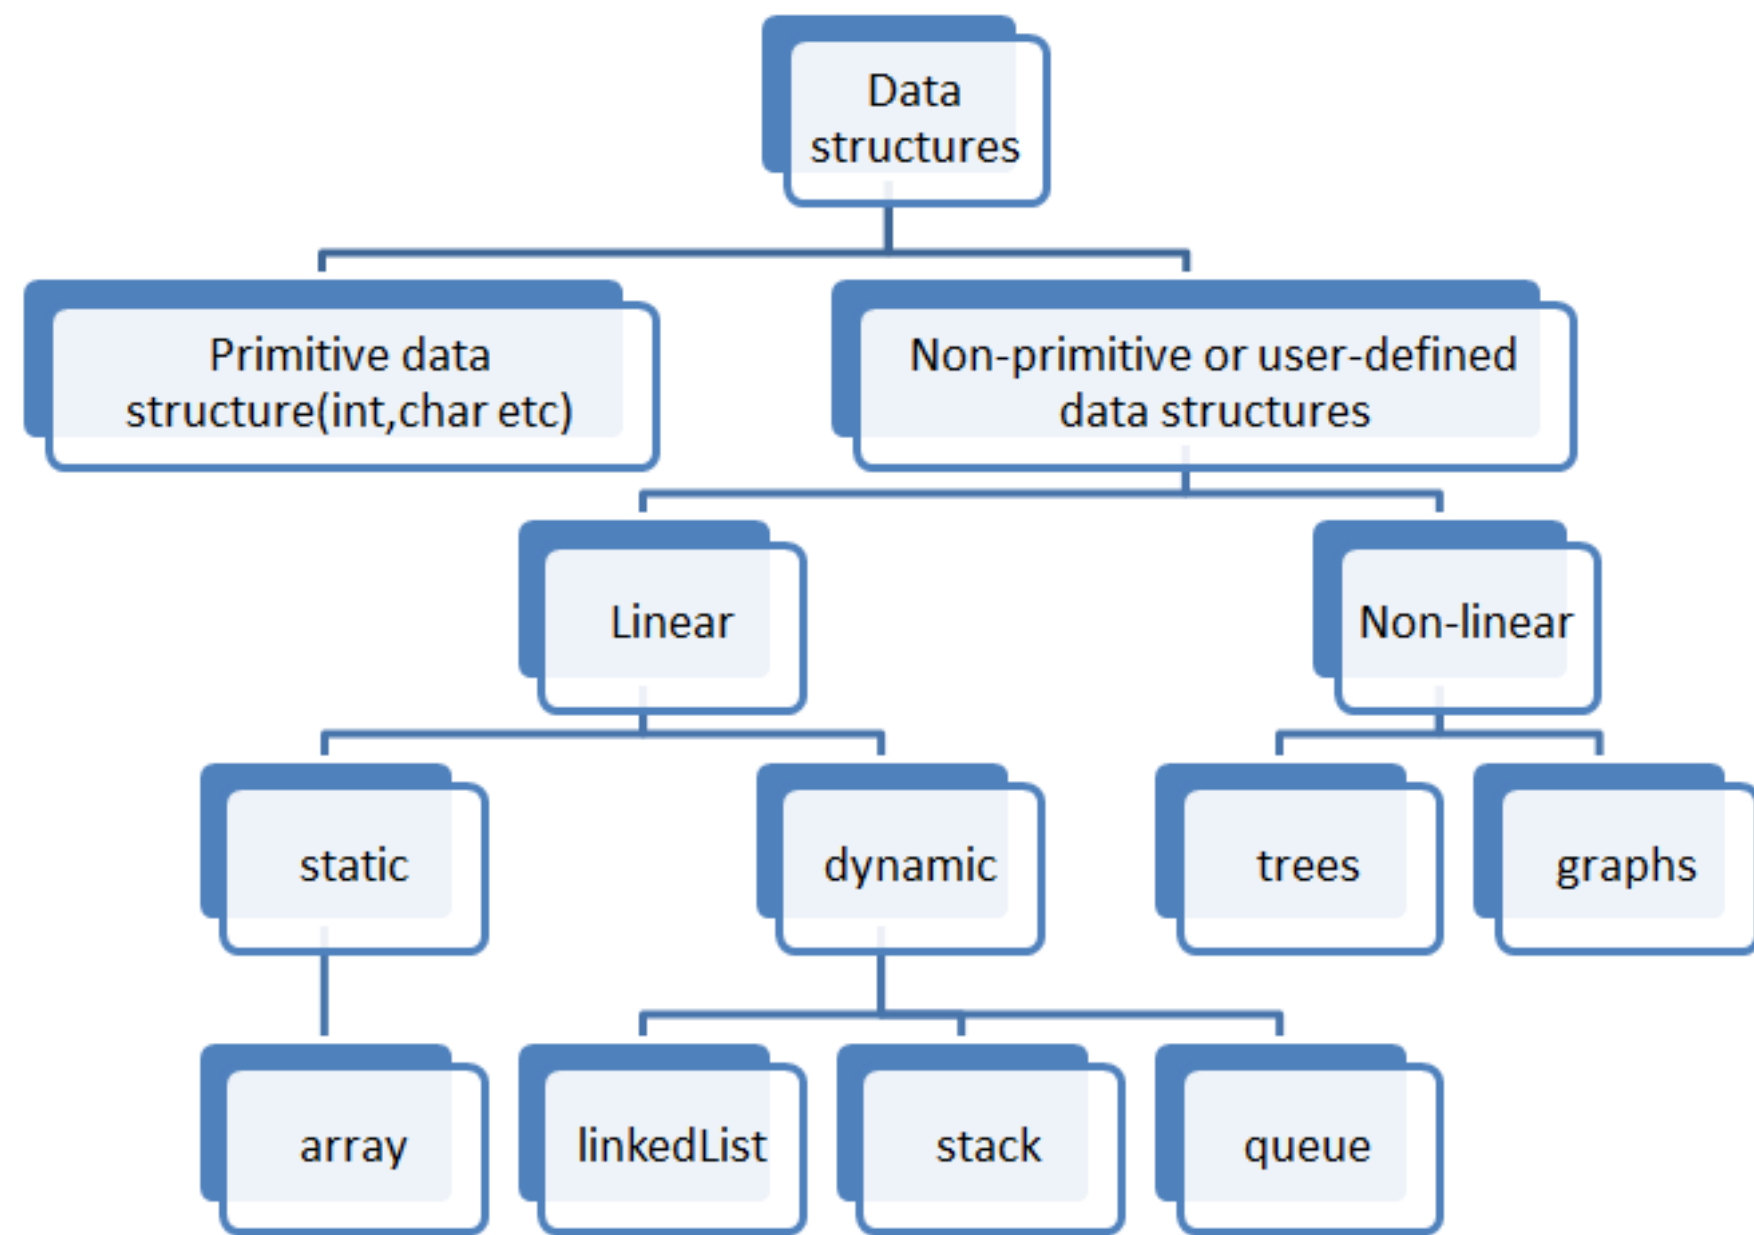 Data
structures
Primitive data
structure(int,char etc)
Non-primitive or user-defined
data structures
Linear
Non-linear
static
dynamic
trees
graphs
array
linkedList
stack
queue